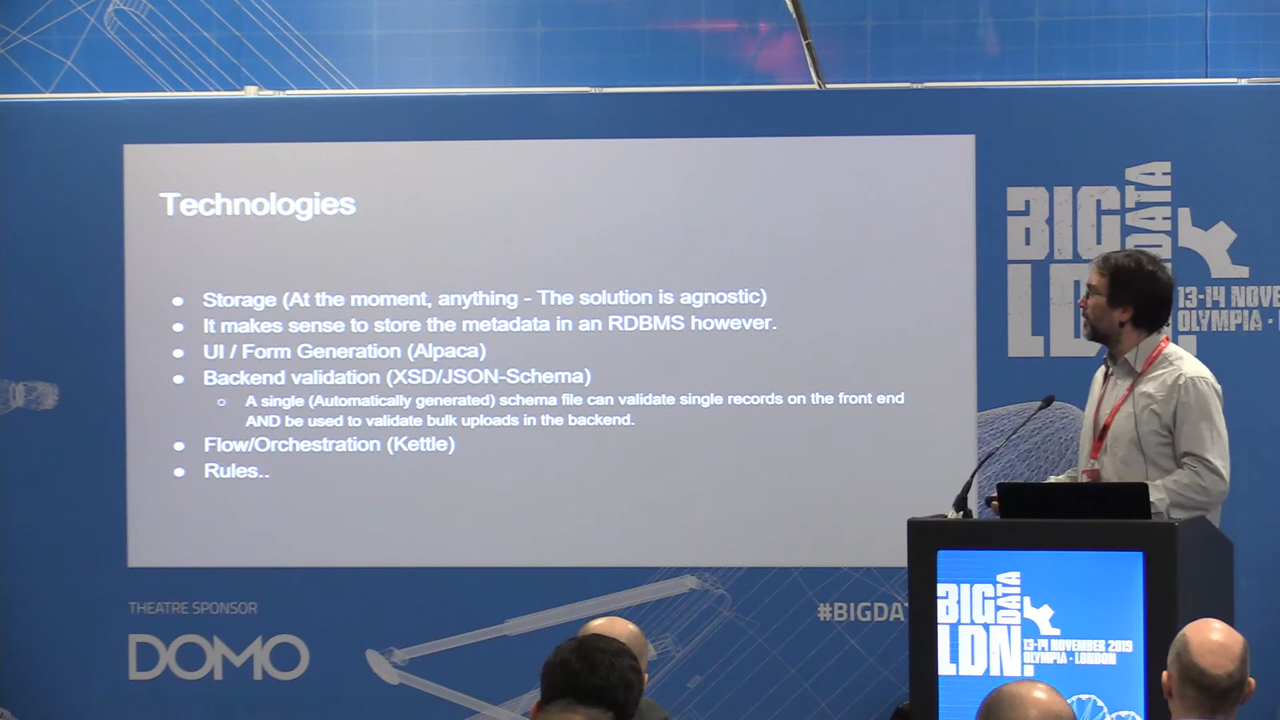 Technologies
● Storage (At the moment, anything - The solution is agnostic)
● It makes sense to store the metadata in an RDBMS however.
● UI / Form Generation (Alpaca)
● Backend validation (XSD/JSON-Schema)
○ A single (Automatically generated) schema file can validate single records on the front end
AND be used to validate bulk uploads in the backend.
● Flow/Orchestration (Kettle)
● Rules..
BIG
DATA
13-14 NOVE
OLYMPIA ·
THEATRE SPONSOR
DOMO
#BIGDA
BIG
DATA
LDN.
13-14 NOVEMBER 2019
OLYMPIA · LONDON